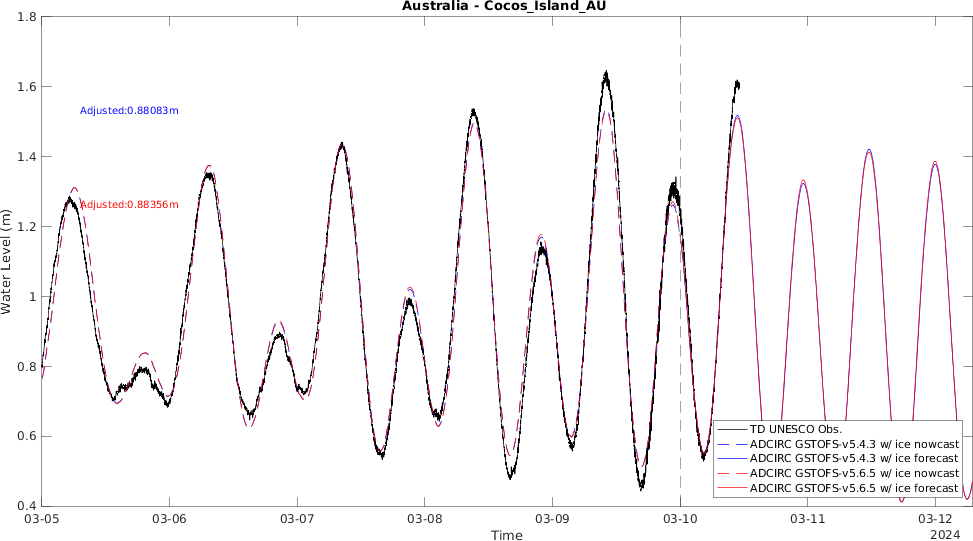 Australia - Cocos_Island_AU
1.8
1.6
1.4
1.2
1
0.8
0.6
0.4
Water Level (m)
Adjusted:0.88083m
Adjusted:0.88356m
TD UNESCO Obs.
ADCIRC GSTOFS-v5.4.3 w/ ice nowcast
ADCIRC GSTOFS-v5.4.3 w/ ice forecast
ADCIRC GSTOFS-v5.6.5 w/ ice nowcast
ADCIRC GSTOFS-v5.6.5 w/ ice forecast
03-05 03-06 03-07 03-08 03-09 03-10 03-11 03-12
Time
2024